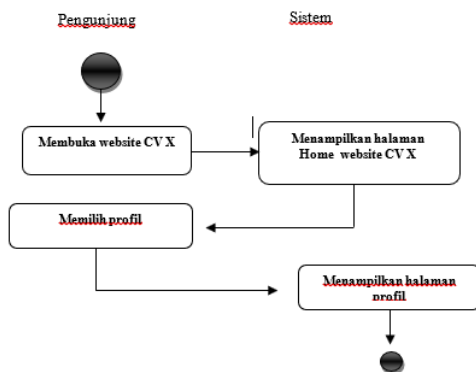 Pengunjung
Sistem
Membuka website CV X
Menampilkan halaman
Home website CV X
Memilih profil
Menampilkan halaman
profil